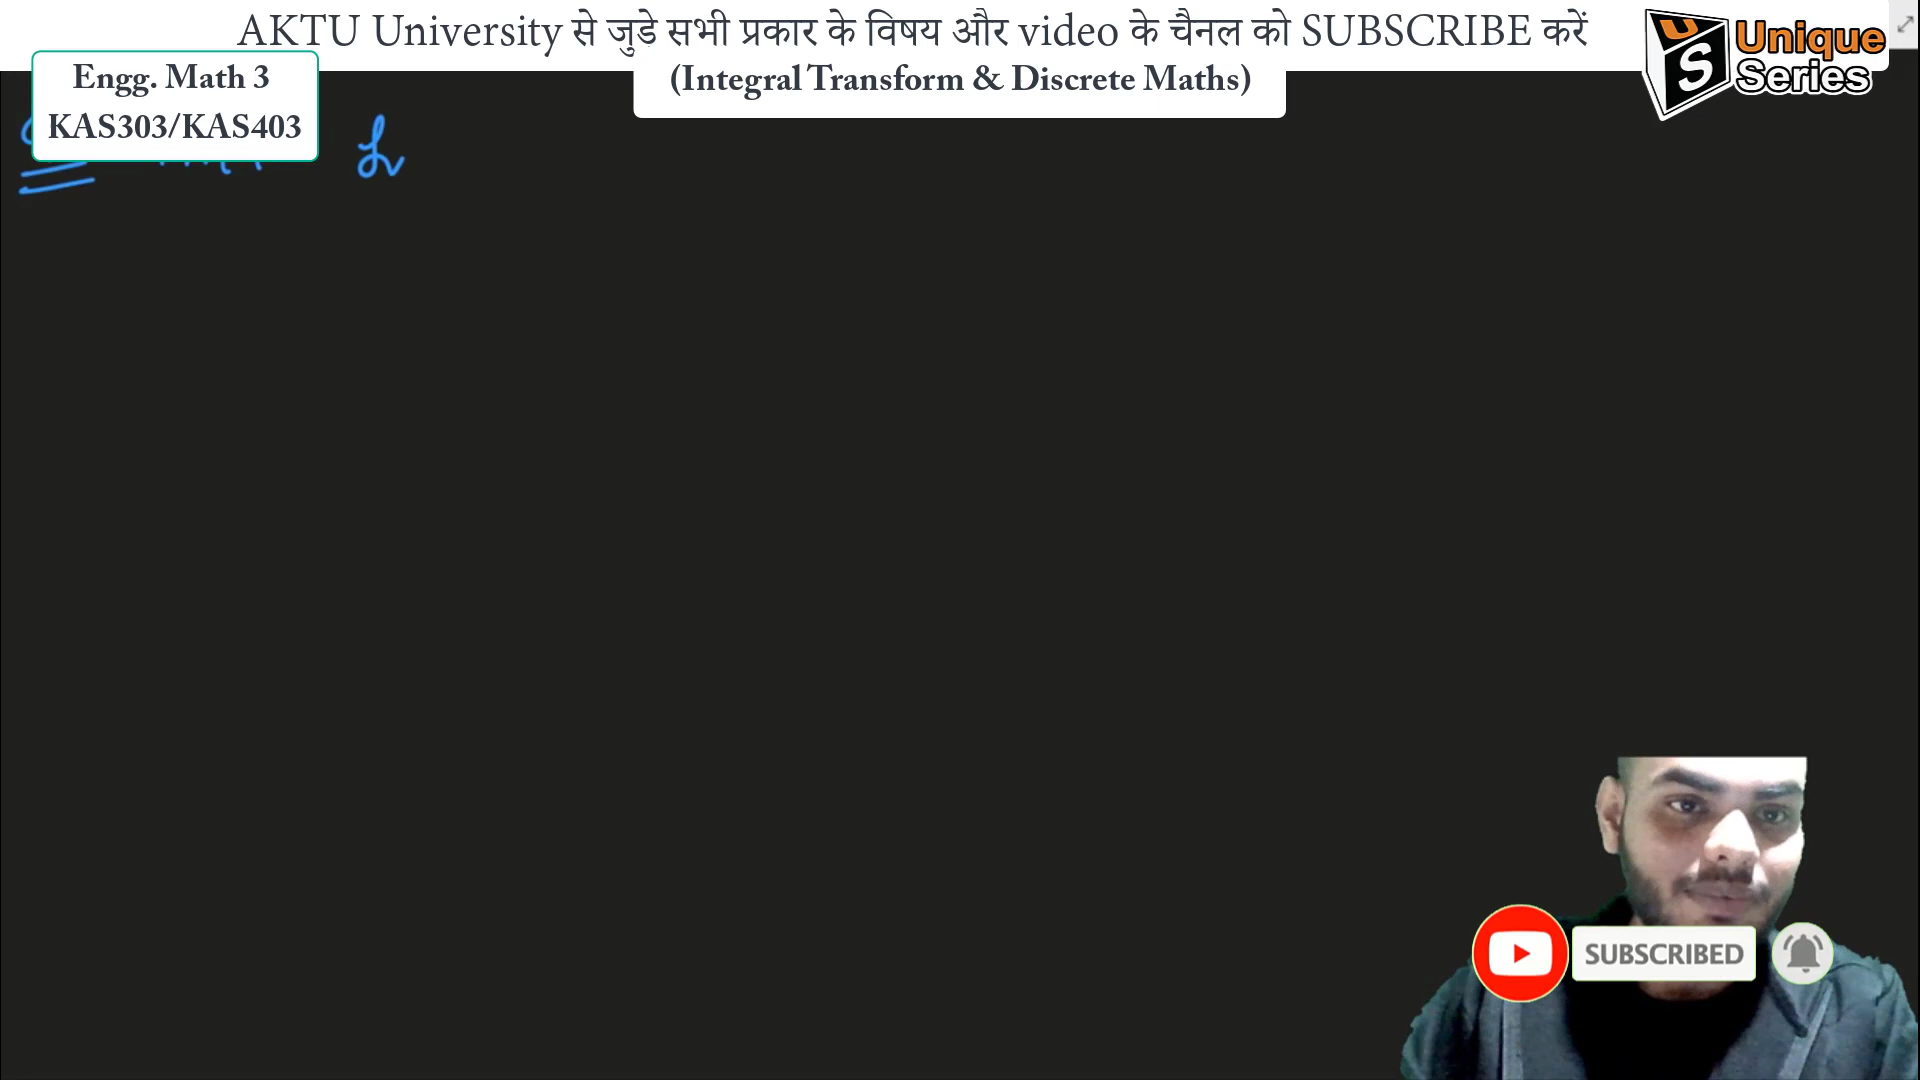 AKTU University से जुडे सभी प्रकार के विषय और video के चैनल को SUBSCRIBE करें
Unique
Series
US
Engg. Math 3
KAS303/KAS403
(Integral Transform & Discrete Maths)
SUBSCRIBED